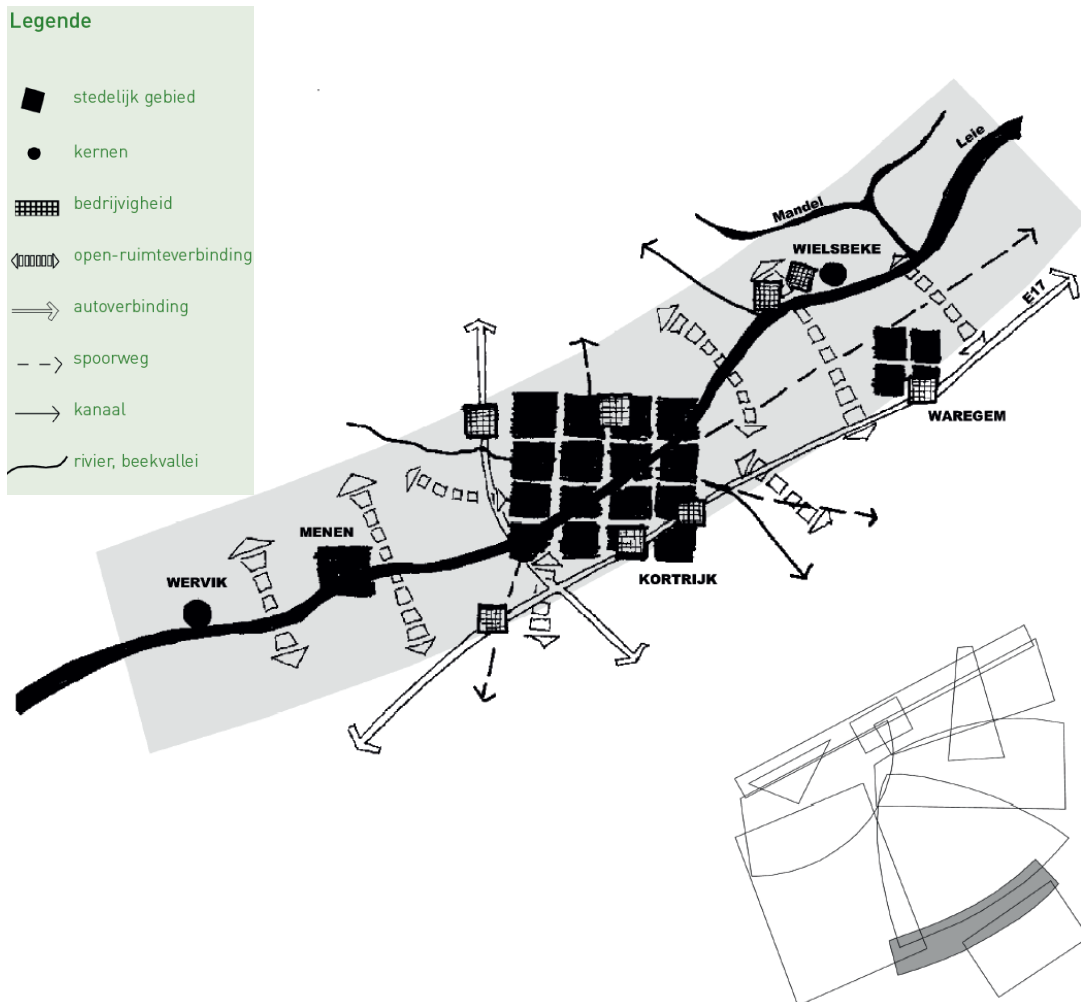 Legende
stedelijk gebied
kernen
bedrijvigheid
open-ruimteverbinding
autoverbinding
spoorweg
kanaal
rivier, beekvallei
Leie
Mandel
WIELSBEKE
E17
WAREGEM
MENEN
KORTRIJK
WERVIK